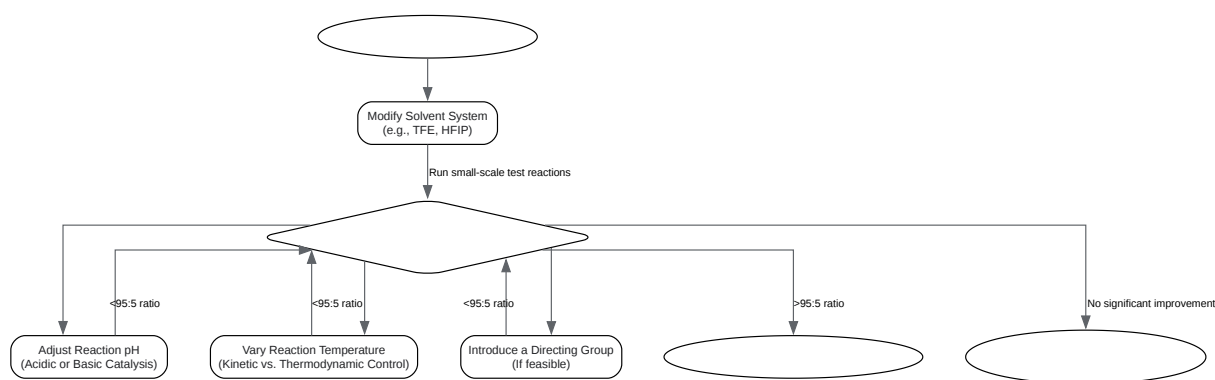 Modify Solvent System
(e.g., TFE, HFIP)
Run small-scale test reactions
<95:5 ratio
<95:5 ratio
<95:5 ratio
>95:5 ratio
No significant improvement
Adjust Reaction pH
(Acidic or Basic Catalysis)
Vary Reaction Temperature
(Kinetic vs. Thermodynamic Control)
Introduce a Directing Group
(If feasible)